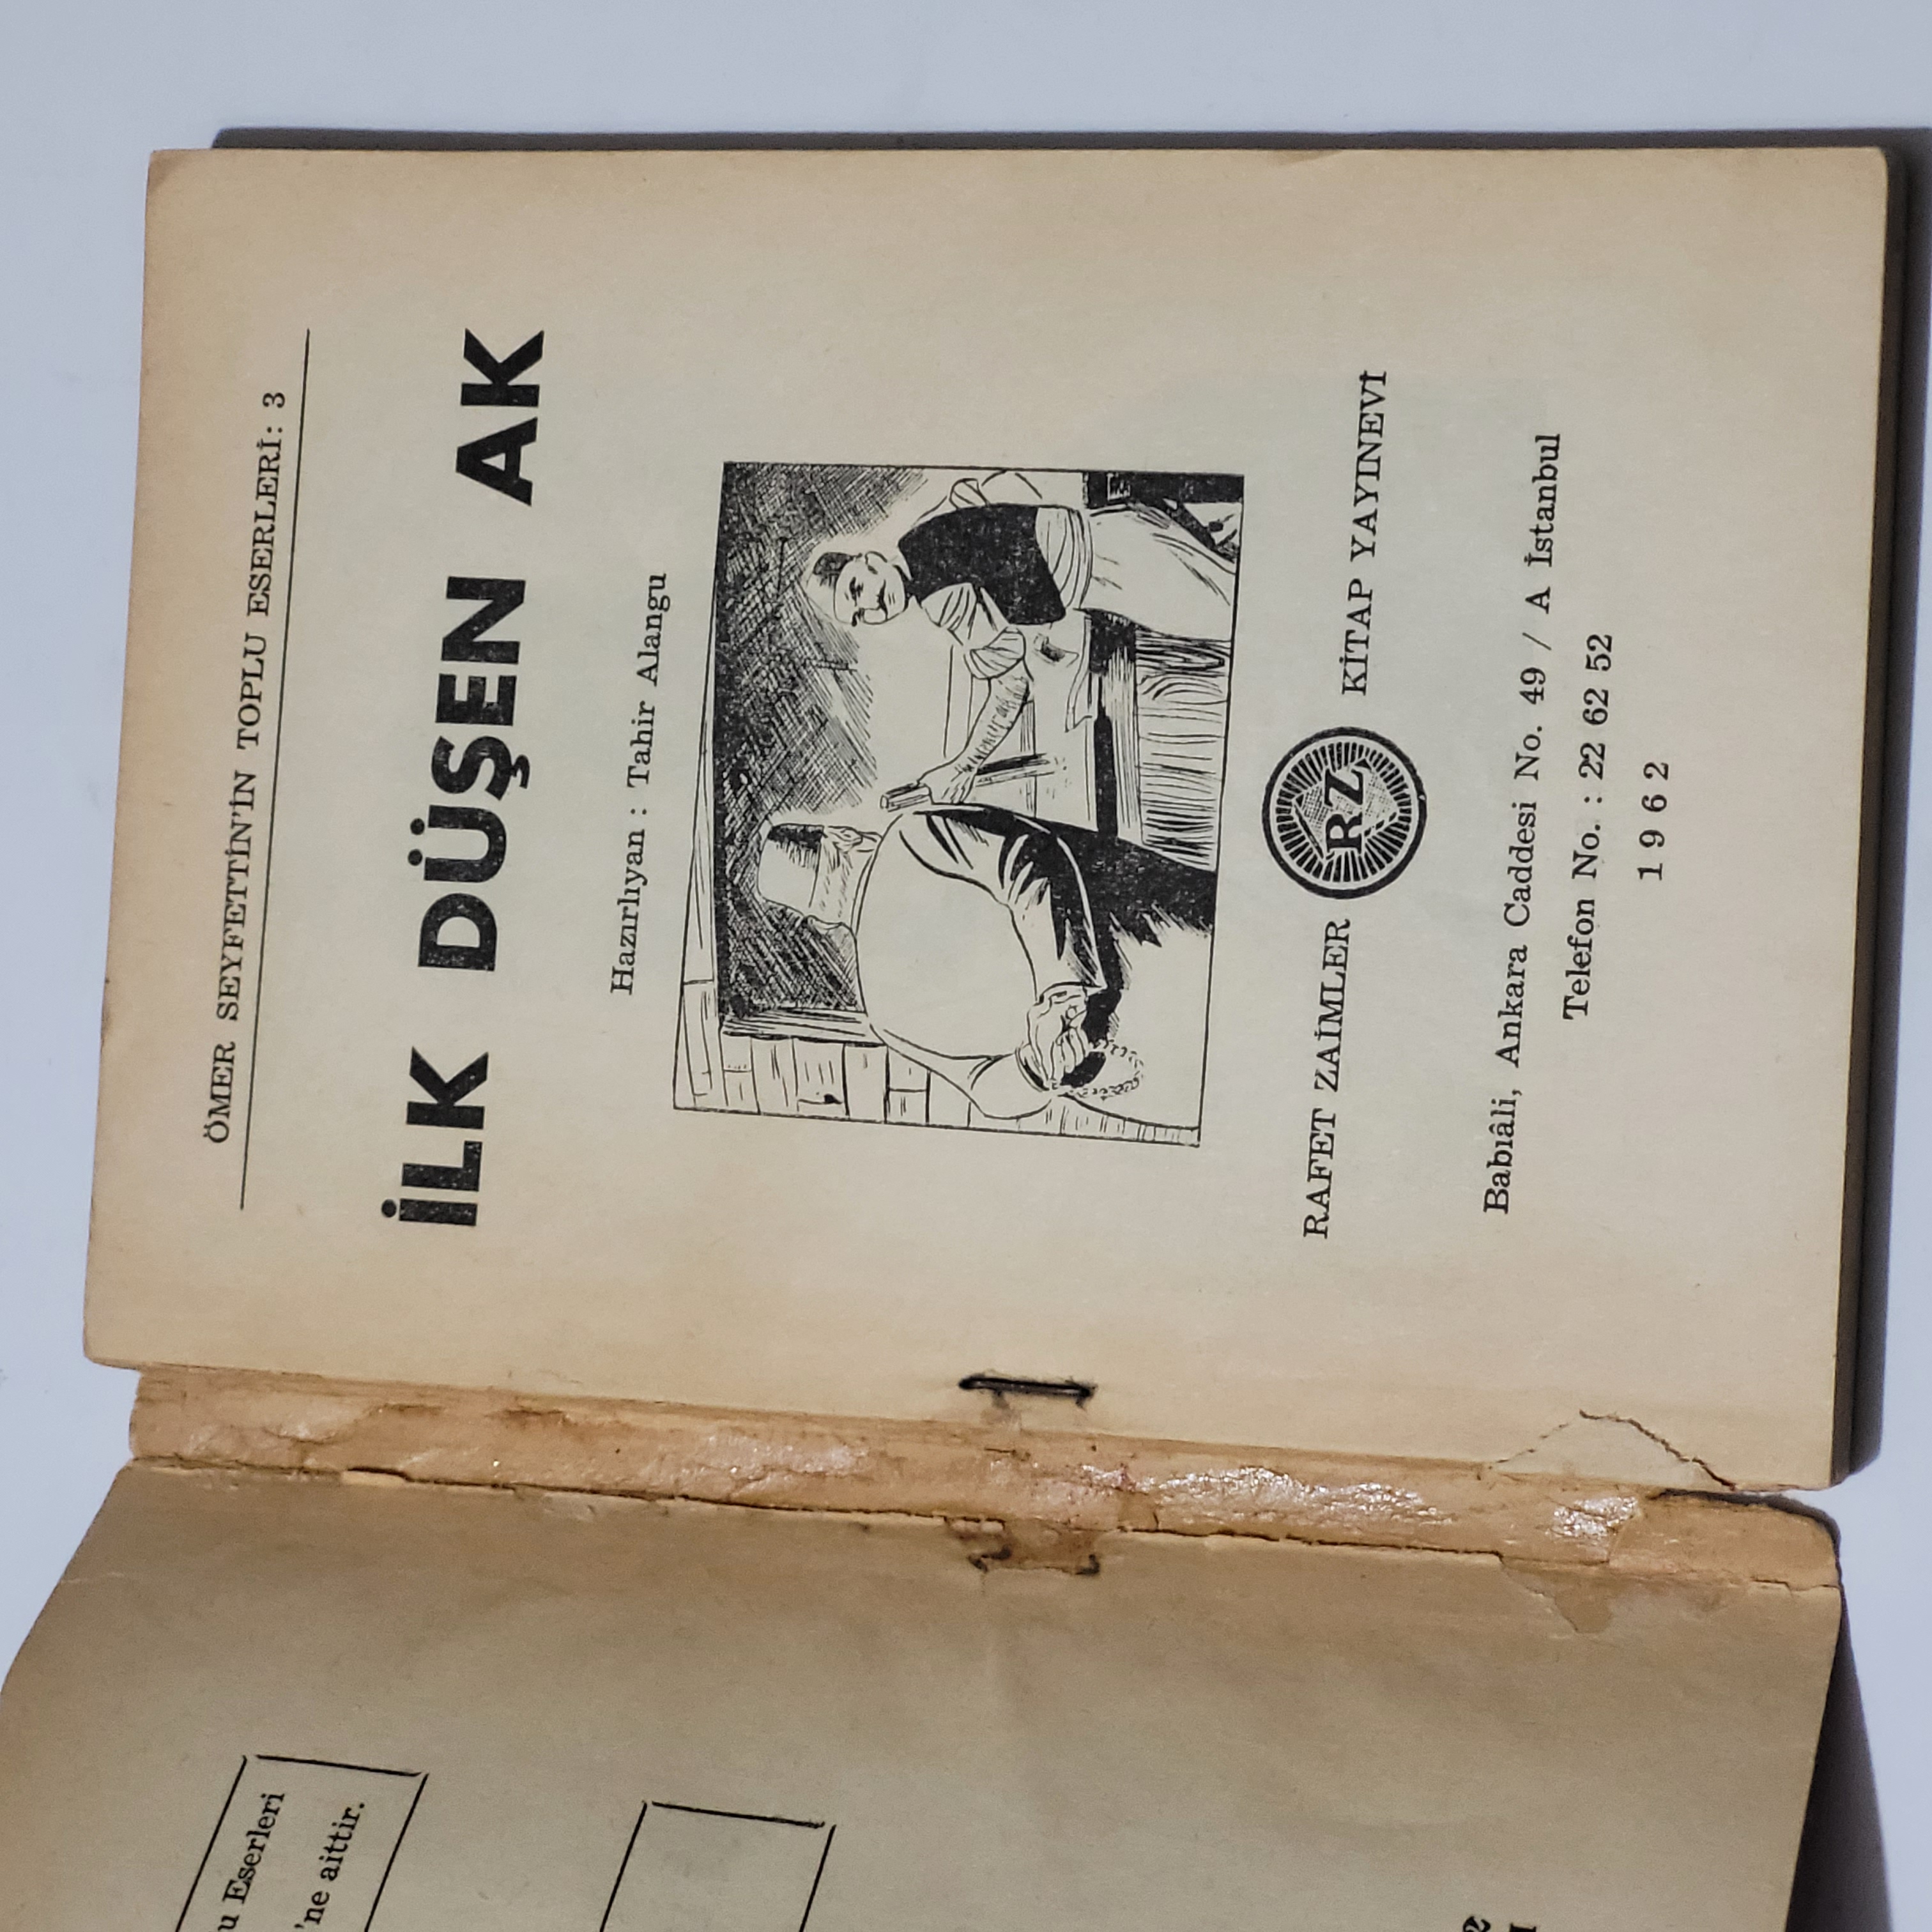 ÖMER SEYFETTİN'İN TOPLU ESERLERİ: 3
İLK DÜŞEN AK
Hazırlıyan : Tahir Alangu
RAFET ZAİMLER RZ KİTAP YAYINEVİ
Babıâli, Ankara Caddesi No. 49 / A İstanbul
Telefon No. : 22 62 52
1962
Eserleri
'ne aittir.